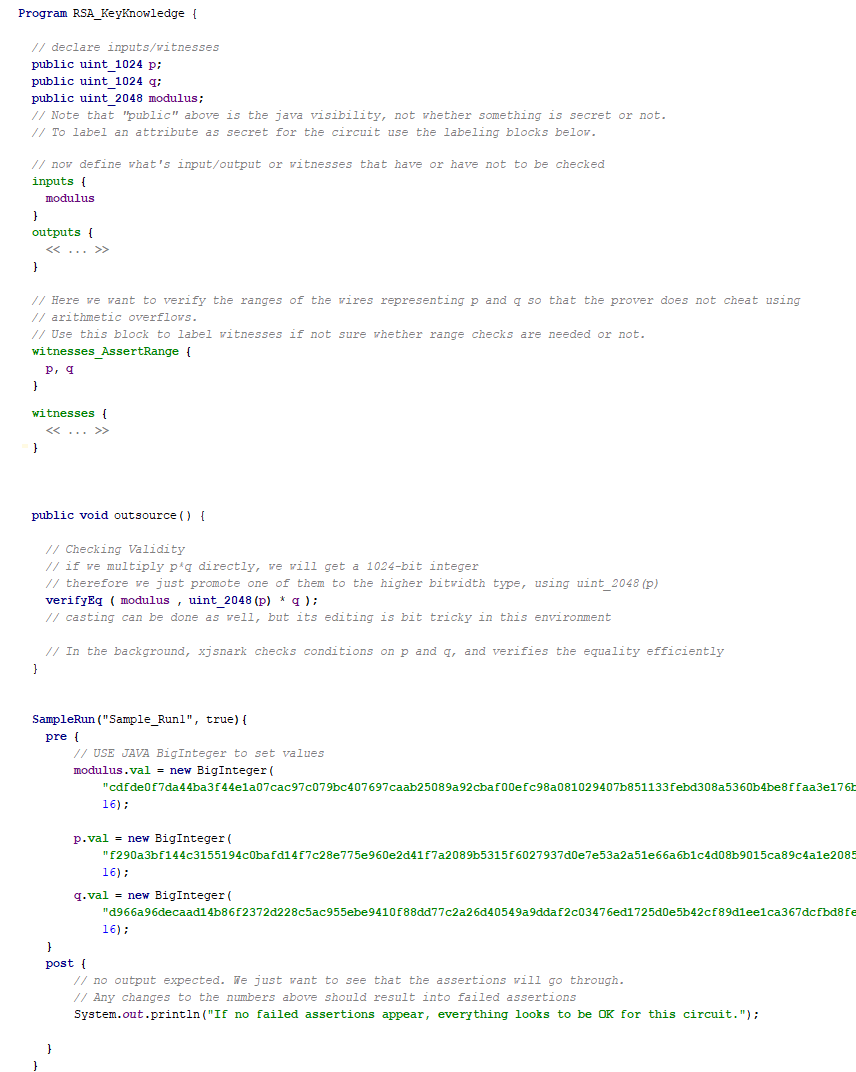 Program RSA_KeyKnowledge {
// declare inputs/witnesses
public uint_1024 p;
public uint_1024 q;
public uint_2048 modulus;
// Note that "public" above is the java visibility, not whether something is secret or not.
// To label an attribute as secret for the circuit use the labeling blocks below.
// now define what's input/output or witnesses that have or have not to be checked
inputs {
modulus
}
outputs {
<< ... >>
}
// Here we want to verify the ranges of the wires representing p and q so that the prover does not cheat using
// arithmetic overflows.
// Use this block to label witnesses if not sure whether range checks are needed or not.
witnesses_AssertRange {
p, q
}
witnesses {
<< ... >>
}
public void outsource() {
// Checking Validity
// if we multiply p*q directly, we will get a 1024-bit integer
// therefore we just promote one of them to the higher bitwidth type, using uint_2048(p)
verifyEq ( modulus , uint_2048(p) * q );
// casting can be done as well, but its editing is bit tricky in this environment
// In the background, xjsnark checks conditions on p and q, and verifies the equality efficiently
}
SampleRun("Sample_Run1", true){
pre {
// USE JAVA BigInteger to set values
modulus.val = new BigInteger(
"cdfde0f7da44ba3f44e1a07cac97c079bc407697caab25089a92cbaf00efc98a081029407b851133febd308a5360b4be8ffaa3e176b
16);
p.val = new BigInteger(
"f290a3bf144c3155194c0bafd14f7c28e775e960e2d41f7a2089b5315f6027937d0e7e53a2a51e66a6b1c4d08b9015ca89c4a1e2085
16);
q.val = new BigInteger(
"d966a96decaad14b86f2372d228c5ac955ebe9410f88dd77c2a26d40549a9ddaf2c03476ed1725d0e5b42cf89d1ee1ca367dcfbd8fe
16);
}
post {
// no output expected. We just want to see that the assertions will go through.
// Any changes to the numbers above should result into failed assertions
System.out.println("If no failed assertions appear, everything looks to be OK for this circuit.");
}
}